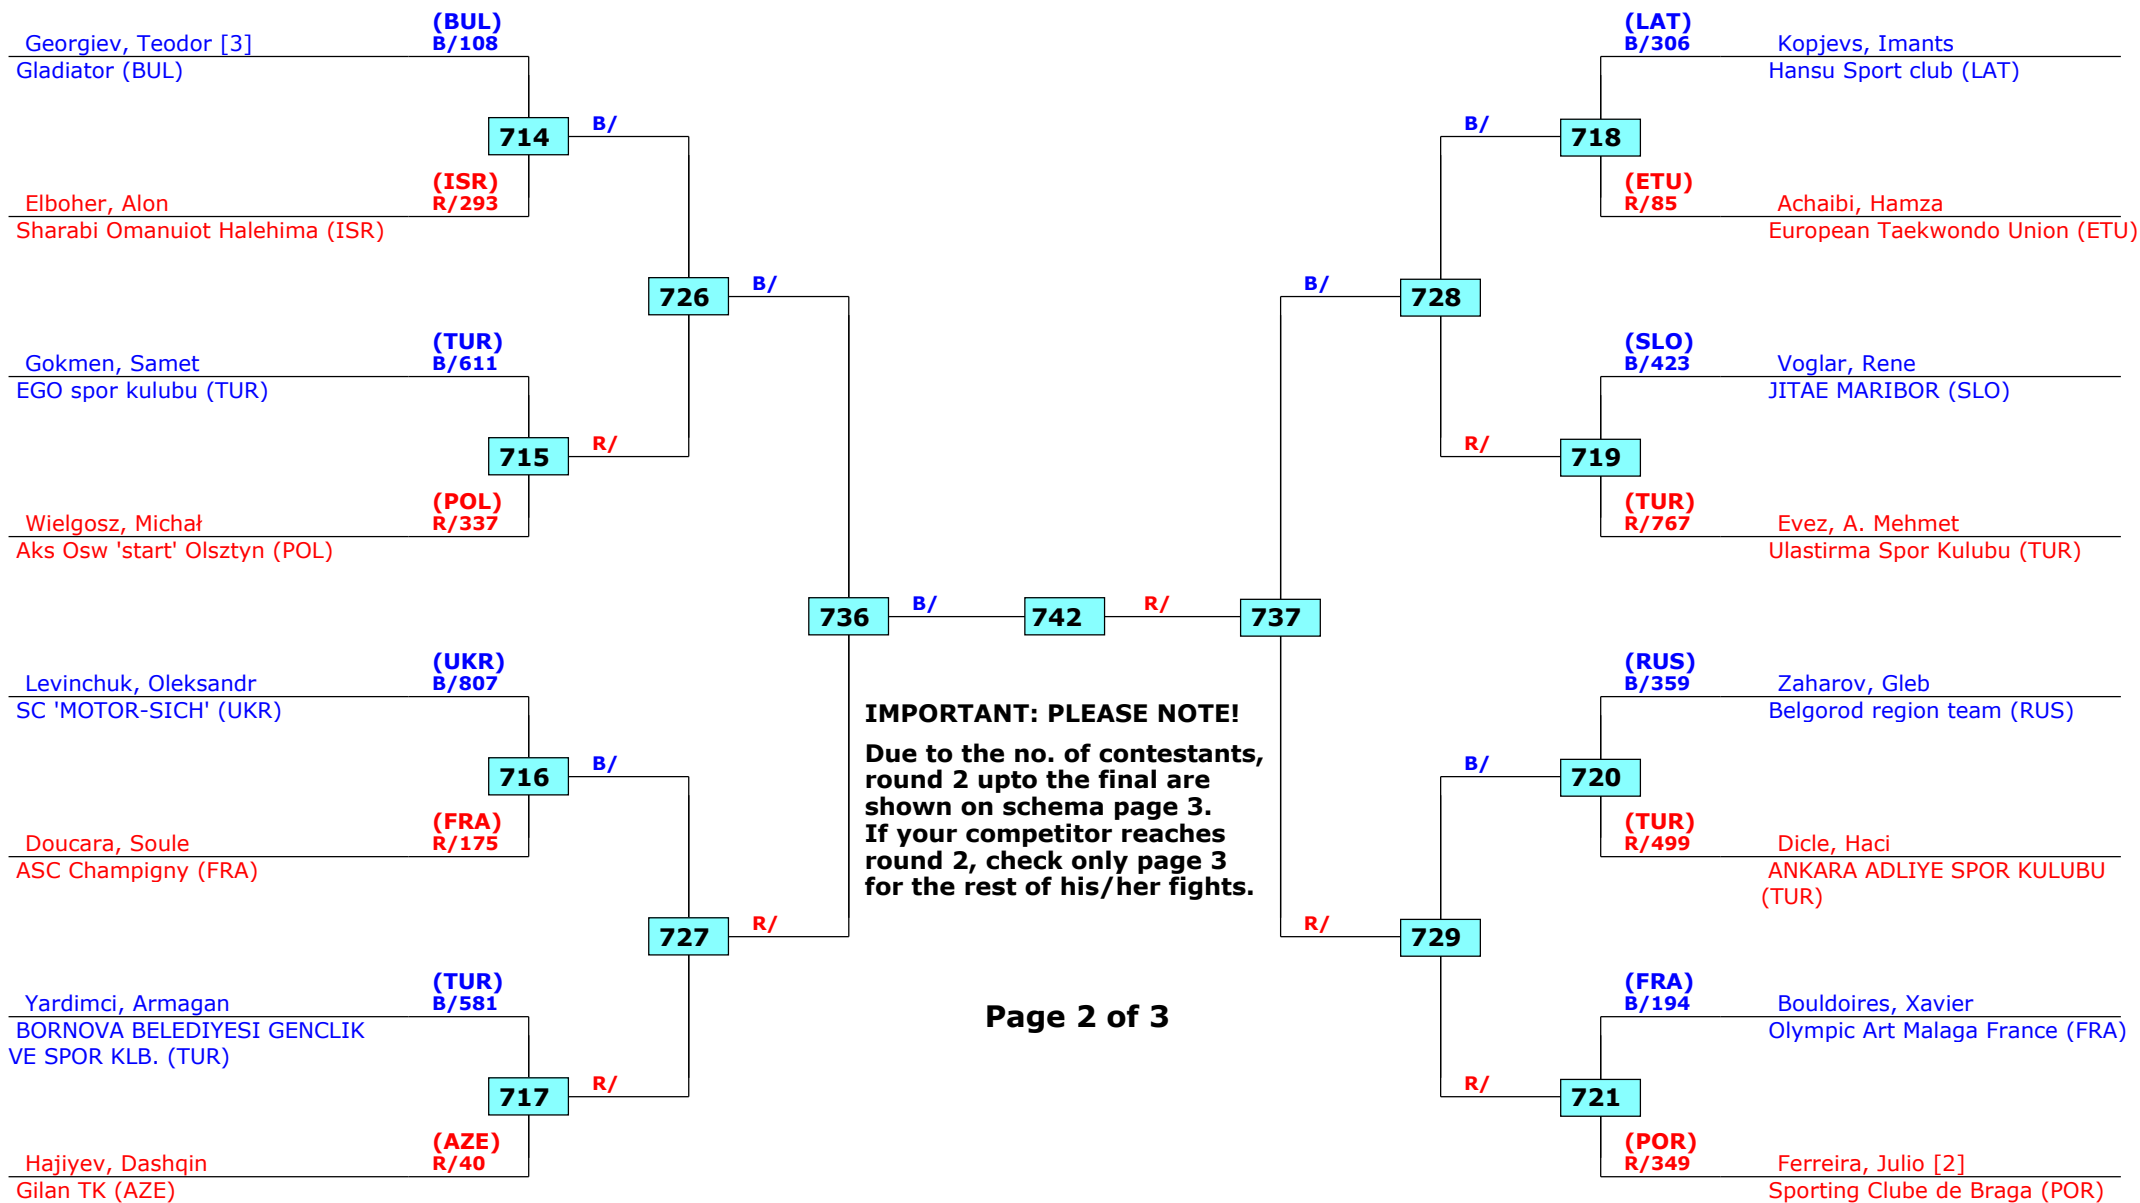 (BUL)
Georgiev, Teodor [3] B/108
Gladiator (BUL)
714
B/
(ISR)
Elboher, Alon R/293
Sharabi Omanuiot Halehima (ISR)
726
B/
(TUR)
Gokmen, Samet B/611
EGO spor kulubu (TUR)
715
R/
(POL)
Wielgosz, Michał R/337
Aks Osw 'start' Olsztyn (POL)
736
B/
(UKR)
Levinchuk, Oleksandr B/807
SC 'MOTOR-SICH' (UKR)
716
B/
(FRA)
Doucara, Soule R/175
ASC Champigny (FRA)
727
R/
(TUR)
Yardimci, Armagan B/581
BORNOVA BELEDIYESI GENCLIK
VE SPOR KLB. (TUR)
717
R/
(AZE)
Hajiyev, Dashqin R/40
Gilan TK (AZE)
742
IMPORTANT: PLEASE NOTE!
Due to the no. of contestants,
round 2 upto the final are
shown on schema page 3.
If your competitor reaches
round 2, check only page 3
for the rest of his/her fights.
Page 2 of 3
(LAT)
B/306 Kopjevs, Imants
Hansu Sport club (LAT)
B/
718
(ETU)
R/85 Achaibi, Hamza
European Taekwondo Union (ETU)
B/
728
(SLO)
B/423 Voglar, Rene
JITAE MARIBOR (SLO)
R/
719
(TUR)
R/767 Evez, A. Mehmet
Ulastirma Spor Kulubu (TUR)
R/
737
(RUS)
B/359 Zaharov, Gleb
Belgorod region team (RUS)
B/
720
(TUR)
R/499 Dicle, Haci
ANKARA ADLIYE SPOR KULUBU
(TUR)
R/
729
(FRA)
B/194 Bouldoires, Xavier
Olympic Art Malaga France (FRA)
R/
721
(POR)
R/349 Ferreira, Julio [2]
Sporting Clube de Braga (POR)